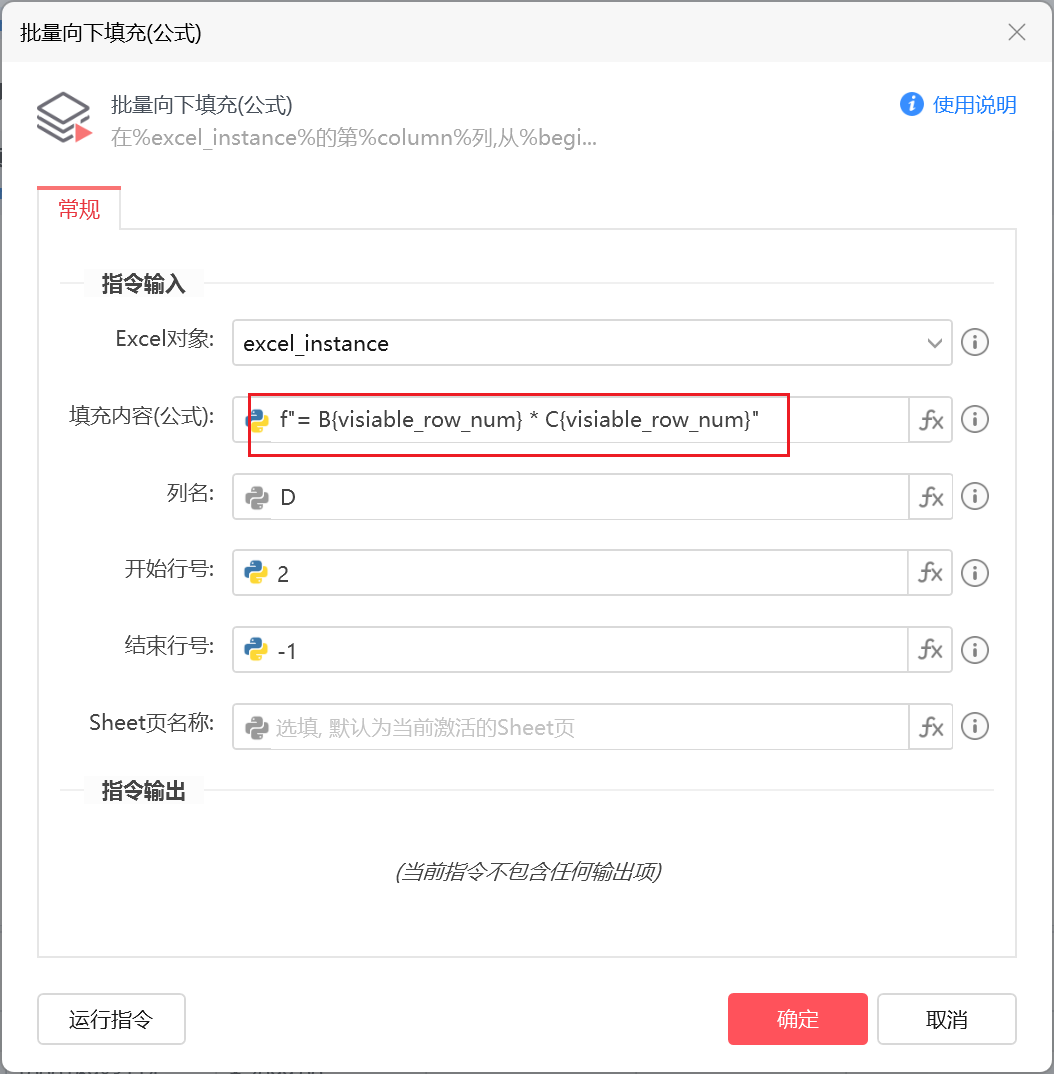 批量向下填充(公式)
批量向下填充(公式)
使用说明
在%excel_instance%的第%column%列,从%begi...
常规
指令输入
Excel对象:
excel_instance
填充内容(公式):
f"= B{visiable_row_num} * C{visiable_row_num}"
fx
列名:
D
fx
开始行号:
2
fx
结束行号:
-1
fx
Sheet页名称:
选填, 默认为当前激活的Sheet页
fx
指令输出
(当前指令不包含任何输出项)
运行指令
确定
取消